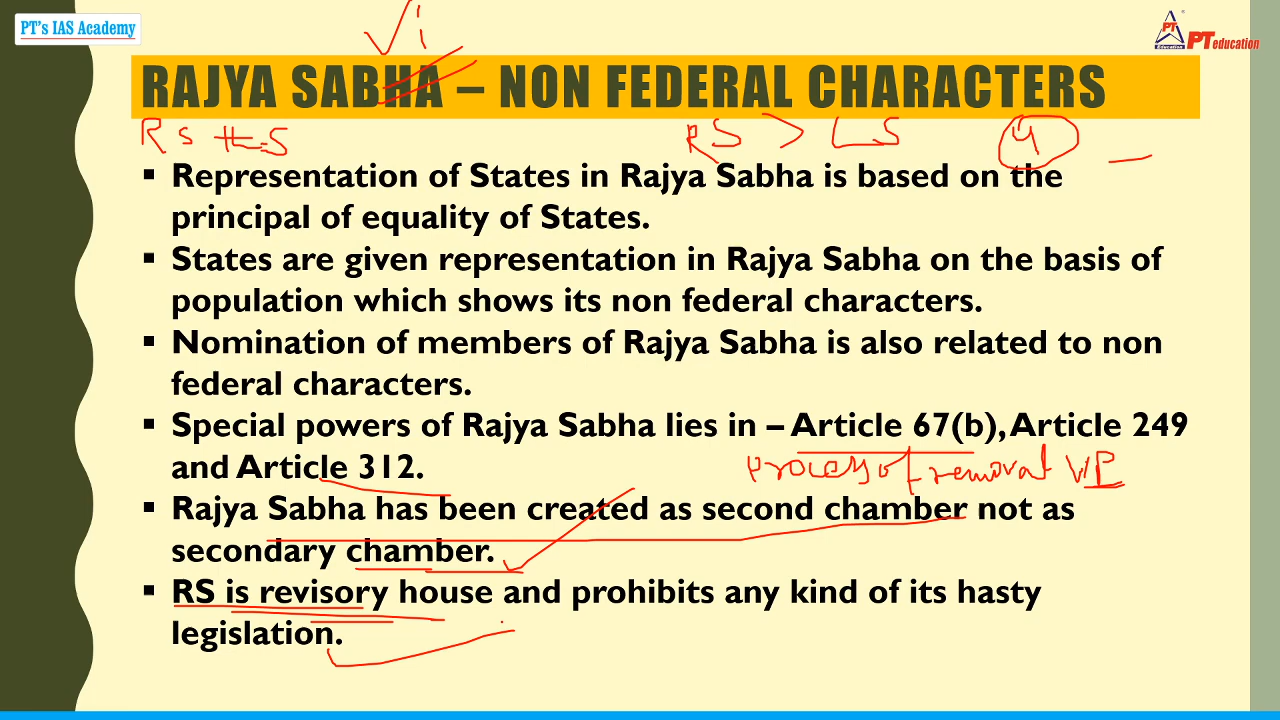 PT's IAS Academy
PT
Education
PT education
RAJYA SABHA – NON FEDERAL CHARACTERS
RS > LS
▪ Representation of States in Rajya Sabha is based on the
principal of equality of States.
▪ States are given representation in Rajya Sabha on the basis of
population which shows its non federal characters.
▪ Nomination of members of Rajya Sabha is also related to non
federal characters.
▪ Special powers of Rajya Sabha lies in – Article 67(b), Article 249
and Article 312.
Process of removal VP
▪ Rajya Sabha has been created as second chamber not as
secondary chamber.
▪ RS is revisory house and prohibits any kind of its hasty
legislation.